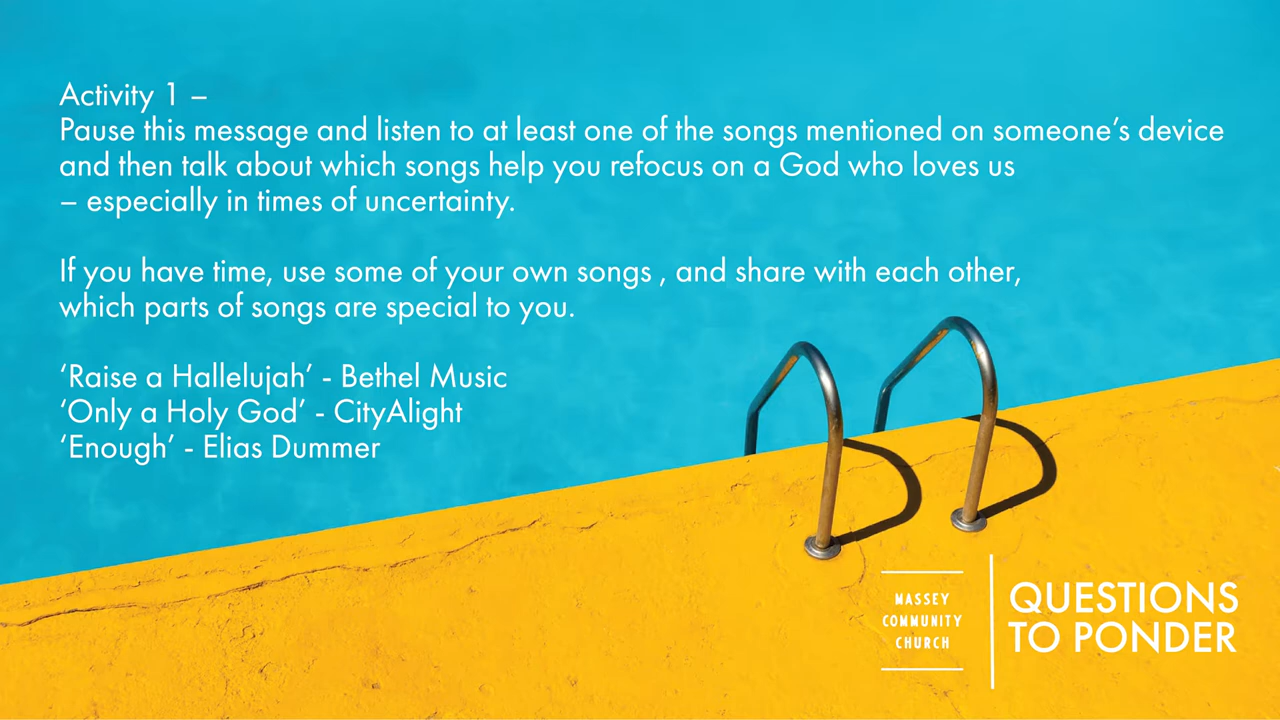 Activity 1 –
Pause this message and listen to at least one of the songs mentioned on someone’s device
and then talk about which songs help you refocus on a God who loves us
– especially in times of uncertainty.
If you have time, use some of your own songs , and share with each other,
which parts of songs are special to you.
‘Raise a Hallelujah’ - Bethel Music
‘Only a Holy God’ - CityAlight
‘Enough’ - Elias Dummer
MASSEY
COMMUNITY
CHURCH
QUESTIONS
TO PONDER